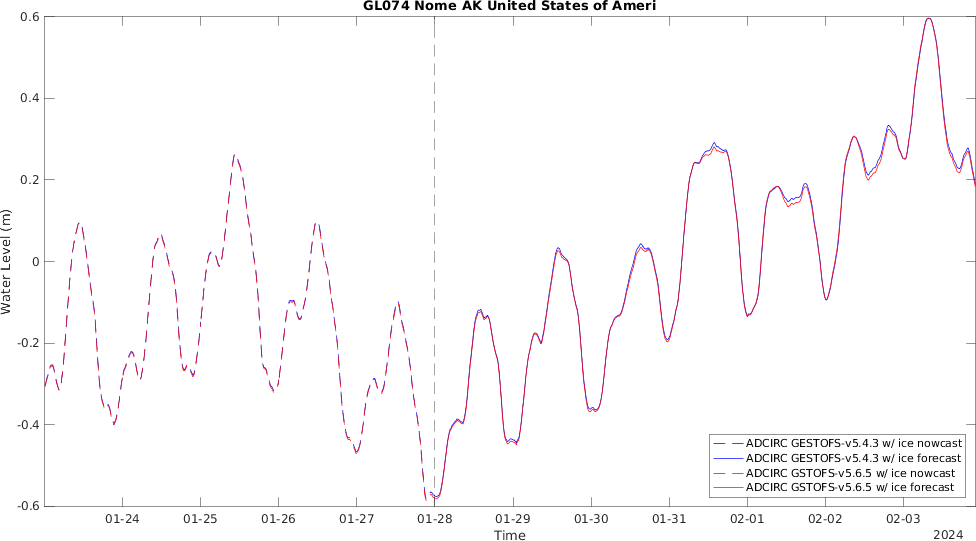 GL074 Nome AK United States of Ameri
0.6
0.4
0.2
0
-0.2
-0.4
-0.6
Water Level (m)
ADCIRC GESTOFS-v5.4.3 w/ ice nowcast
ADCIRC GESTOFS-v5.4.3 w/ ice forecast
ADCIRC GSTOFS-v5.6.5 w/ ice nowcast
ADCIRC GSTOFS-v5.6.5 w/ ice forecast
01-24 01-25 01-26 01-27 01-28 01-29 01-30 01-31 02-01 02-02 02-03
Time
2024